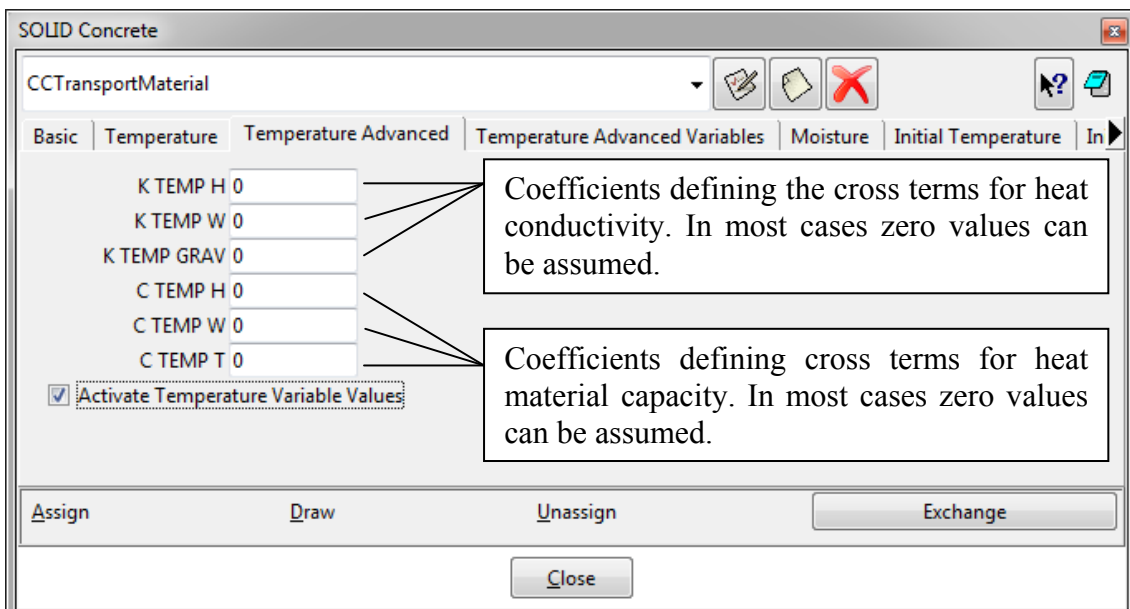 SOLID Concrete
CCTransportMaterial
Basic Temperature Temperature Advanced Temperature Advanced Variables Moisture Initial Temperature In
K TEMP H 0
K TEMP W 0
K TEMP GRAV 0
C TEMP H 0
C TEMP W 0
C TEMP T 0
Activate Temperature Variable Values
Coefficients defining the cross terms for heat
conductivity. In most cases zero values can
be assumed.
Coefficients defining cross terms for heat
material capacity. In most cases zero values
can be assumed.
Assign Draw Unassign Exchange
Close